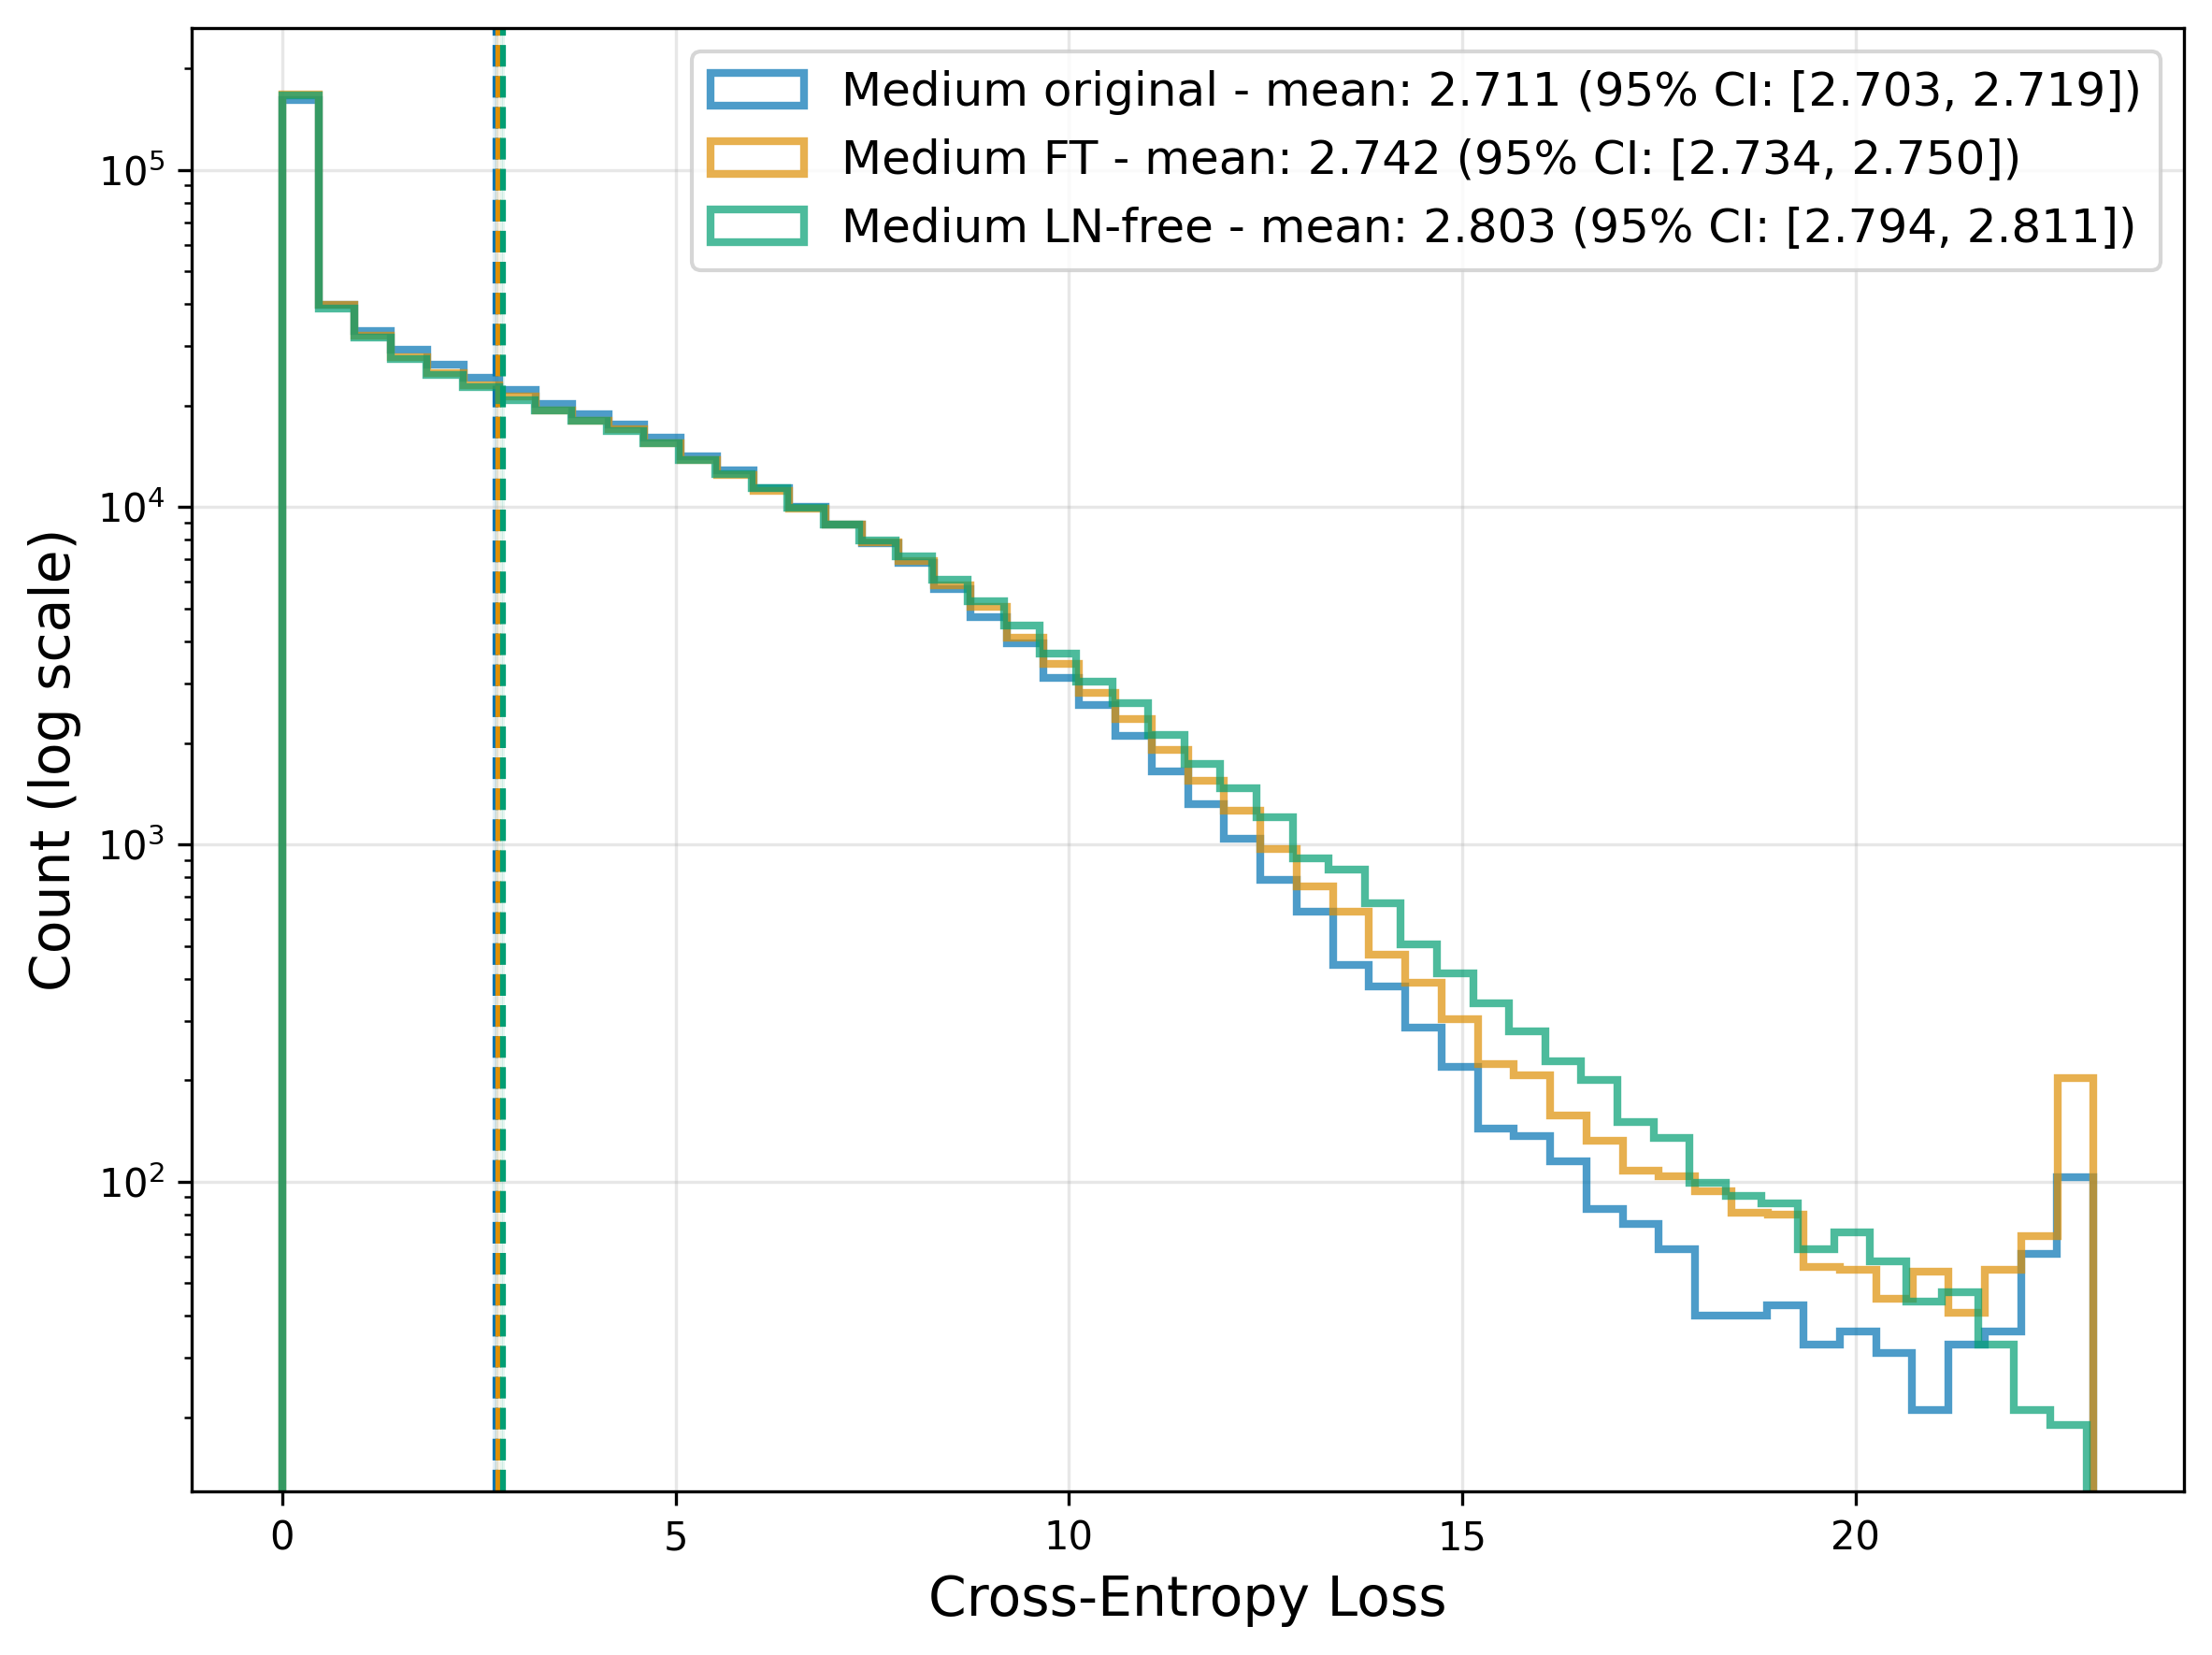 Medium original - mean: 2.711 (95% CI: [2.703, 2.719])
Medium FT - mean: 2.742 (95% CI: [2.734, 2.750])
Medium LN-free - mean: 2.803 (95% CI: [2.794, 2.811])
Count (log scale)
10⁵
10⁴
10³
10²
0 5 10 15 20
Cross-Entropy Loss